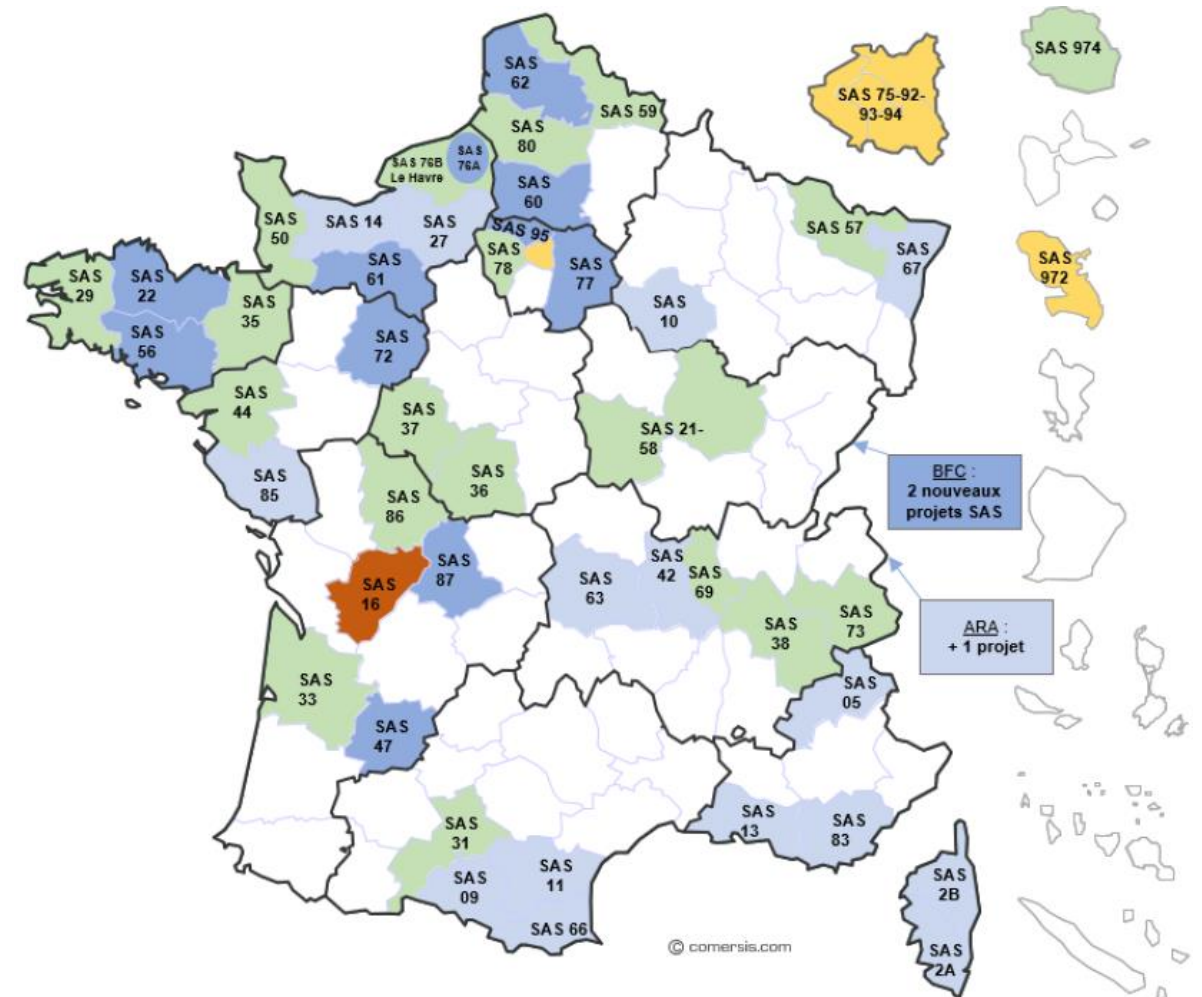 SAS 974
SAS
62
SAS 75-92-
93-94
SAS 59
SAS
80
SAS
76A
SAS 76B
Le Havre
SAS
60
SAS
50
SAS 14
SAS
27
SAS 95
SAS
78
SAS 57
SAS
67
SAS
972
SAS
29
SAS
22
SAS
61
SAS
77
SAS
35
SAS
10
SAS
56
SAS
72
SAS
44
SAS
37
SAS 21-
58
SAS
85
SAS
36
BFC :
2 nouveaux
projets SAS
SAS
86
SAS
87
SAS
42
SAS
63
SAS
69
SAS
16
SAS
38
SAS
73
ARA :
+ 1 projet
SAS
33
SAS
05
SAS
47
SAS
31
SAS
13
SAS
83
SAS
09
SAS
11
SAS
2B
SAS 66
© comersis.com
SAS
2A